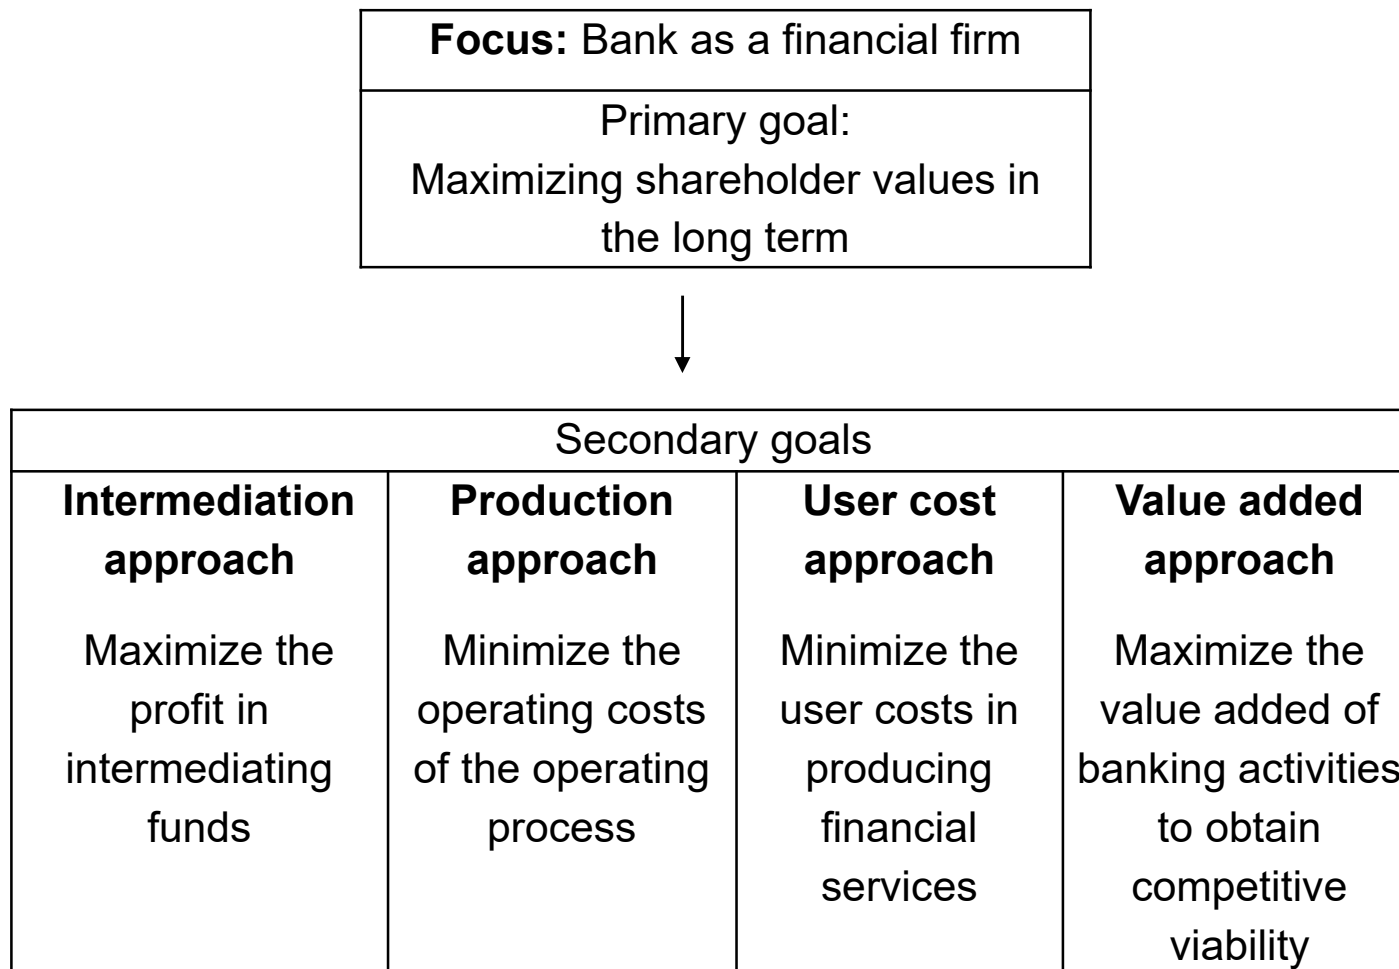 Focus: Bank as a financial firm
Primary goal:
Maximizing shareholder values in
the long term
Secondary goals
Intermediation
approach
Maximize the
profit in
intermediating
funds
Production
approach
Minimize the
operating costs
of the operating
process
User cost
approach
Minimize the
user costs in
producing
financial
services
Value added
approach
Maximize the
value added of
banking activities
to obtain
competitive
viability